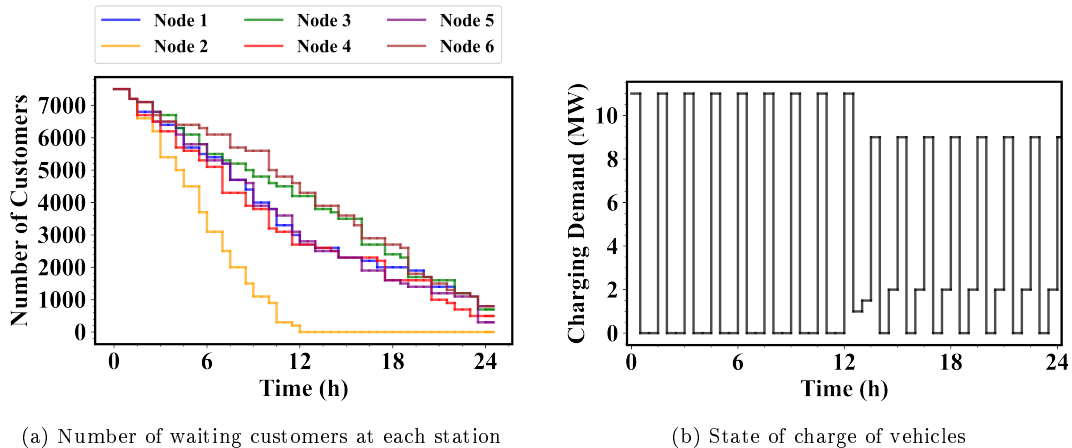 Node 1
Node 2
Node 3
Node 4
Node 5
Node 6
Number of Customers
7000
6000
5000
4000
3000
2000
1000
0
0
6
12
18
24
Time (h)
(a) Number of waiting customers at each station
Charging Demand (MW)
10
8
6
4
2
0
0
6
12
18
24
Time (h)
(b) State of charge of vehicles